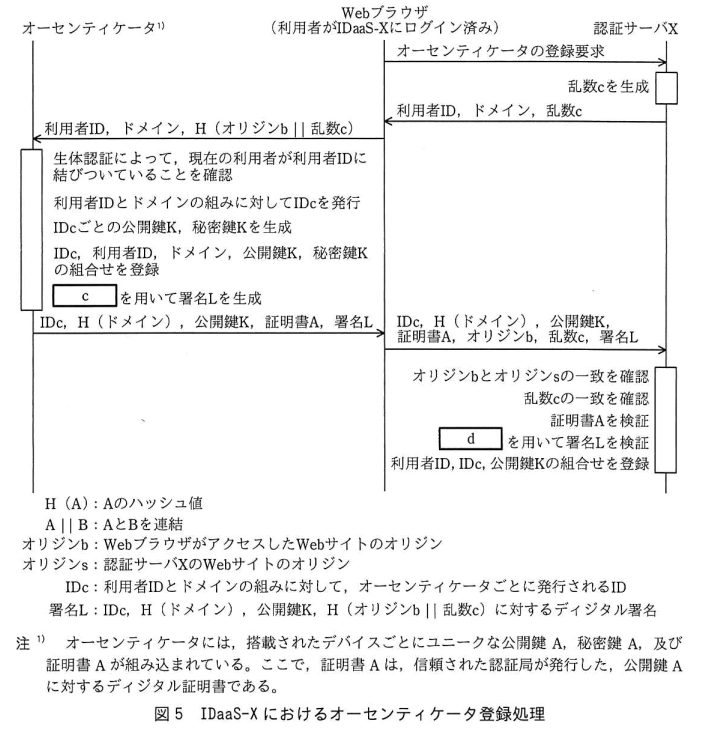 オーセンティケータ1)
Webブラウザ
(利用者がIDaaS-Xにログイン済み)
認証サーバX
オーセンティケータの登録要求
乱数cを生成
利用者ID，ドメイン，乱数c
利用者ID，ドメイン，H（オリジンb || 乱数c）
生体認証によって，現在の利用者が利用者IDに
結びついていることを確認
利用者IDとドメインの組みに対してIDcを発行
IDcごとの公開鍵K，秘密鍵Kを生成
IDc，利用者ID，ドメイン，公開鍵K，秘密鍵K
の組合せを登録
c を用いて署名Lを生成
IDc，H（ドメイン），公開鍵K，証明書A，署名L
IDc，H（ドメイン），公開鍵K，
証明書A，オリジンb，乱数c，署名L
オリジンbとオリジンsの一致を確認
乱数cの一致を確認
証明書Aを検証
d を用いて署名Lを検証
利用者ID，IDc，公開鍵Kの組合せを登録
H（A）：Aのハッシュ値
A || B：AとBを連結
オリジンb：WebブラウザがアクセスしたWebサイトのオリジン
オリジンs：認証サーバXのWebサイトのオリジン
IDc：利用者IDとドメインの組みに対して，オーセンティケータごとに発行されるID
署名L：IDc，H（ドメイン），公開鍵K，H（オリジンb || 乱数c）に対するディジタル署名
注1) オーセンティケータには，搭載されたデバイスごとにユニークな公開鍵 A，秘密鍵 A，及び
証明書 A が組み込まれている。ここで，証明書 A は，信頼された認証局が発行した，公開鍵 A
に対するディジタル証明書である。
図 5 IDaaS-X におけるオーセンティケータ登録処理